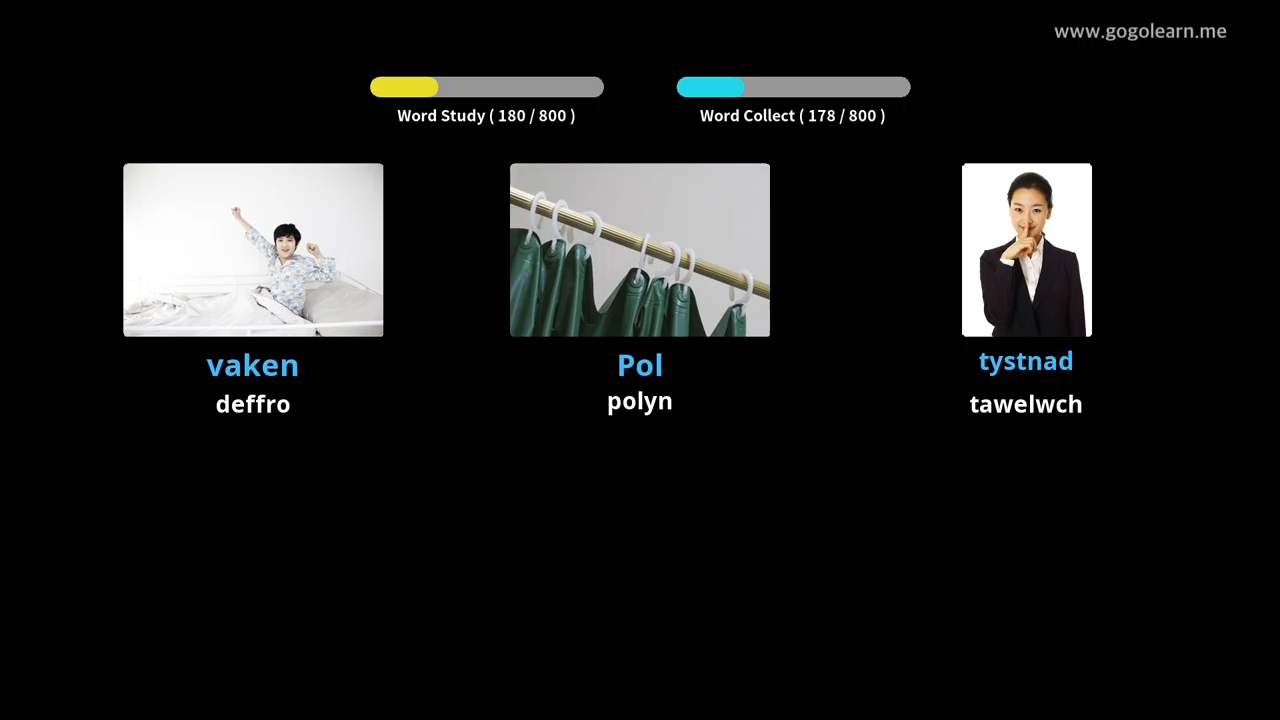 www.gogolearn.me
Word Study ( 180 / 800 )
Word Collect ( 178 / 800 )
vaken
deffro
Pol
polyn
tystnad
tawelwch